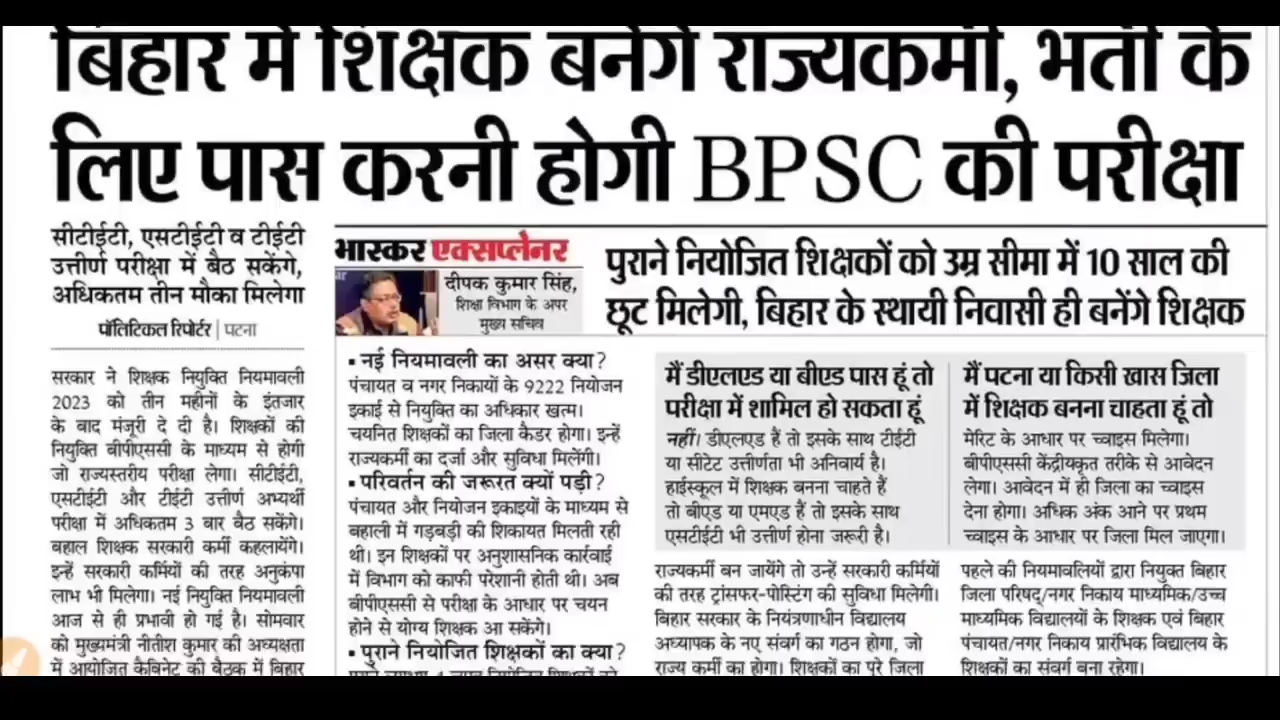 बिहार में शिक्षक बनेंगे राज्यकर्मी, भर्ती के
लिए पास करनी होगी BPSC की परीक्षा
सीटीईटी, एसटीईटी व टीईटी
उत्तीर्ण परीक्षा में बैठ सकेंगे,
अधिकतम तीन मौका मिलेगा
पॉलिटिकल रिपोर्टर | पटना
सरकार ने शिक्षक नियुक्ति नियमावली
2023 को तीन महीनों के इंतजार
के बाद मंजूरी दे दी है। शिक्षकों की
नियुक्ति बीपीएससी के माध्यम से होगी
जो राज्यस्तरीय परीक्षा लेगा। सीटीईटी,
एसटीईटी और टीईटी उत्तीर्ण अभ्यर्थी
परीक्षा में अधिकतम 3 बार बैठ सकेंगे।
बहाल शिक्षक सरकारी कर्मी कहलायेंगे।
इन्हें सरकारी कर्मियों की तरह अनुकंपा
लाभ भी मिलेगा। नई नियुक्ति नियमावली
आज से ही प्रभावी हो गई है। सोमवार
को मुख्यमंत्री नीतीश कुमार की अध्यक्षता
में आयोजित कैबिनेट की बैठक में बिहार
भास्कर एक्सप्लेनर
दीपक कुमार सिंह,
शिक्षा विभाग के अपर
मुख्य सचिव
पुराने नियोजित शिक्षकों को उम्र सीमा में 10 साल की
छूट मिलेगी, बिहार के स्थायी निवासी ही बनेंगे शिक्षक
▪ नई नियमावली का असर क्या?
पंचायत व नगर निकायों के 9222 नियोजन
इकाई से नियुक्ति का अधिकार खत्म।
चयनित शिक्षकों का जिला कैडर होगा। इन्हें
राज्यकर्मी का दर्जा और सुविधा मिलेंगी।
▪ परिवर्तन की जरूरत क्यों पड़ी?
पंचायत और नियोजन इकाइयों के माध्यम से
बहाली में गड़बड़ी की शिकायत मिलती रही
थी। इन शिक्षकों पर अनुशासनिक कार्रवाई
में विभाग को काफी परेशानी होती थी। अब
बीपीएससी से परीक्षा के आधार पर चयन
होने से योग्य शिक्षक आ सकेंगे।
▪ पुराने नियोजित शिक्षकों का क्या?
मैं डीएलएड या बीएड पास हूं तो
परीक्षा में शामिल हो सकता हूं
नहीं। डीएलएड हैं तो इसके साथ टीईटी
या सीटेट उत्तीर्णता भी अनिवार्य है।
हाईस्कूल में शिक्षक बनना चाहते हैं
तो बीएड या एमएड हैं तो इसके साथ
एसटीईटी भी उत्तीर्ण होना जरूरी है।
मैं पटना या किसी खास जिला
में शिक्षक बनना चाहता हूं तो
मेरिट के आधार पर च्वाइस मिलेगा।
बीपीएससी केंद्रीयकृत तरीके से आवेदन
लेगा। आवेदन में ही जिला का च्वाइस
देना होगा। अधिक अंक आने पर प्रथम
च्वाइस के आधार पर जिला मिल जाएगा।
राज्यकर्मी बन जायेंगे तो उन्हें सरकारी कर्मियों
की तरह ट्रांसफर-पोस्टिंग की सुविधा मिलेगी।
बिहार सरकार के नियंत्रणाधीन विद्यालय
अध्यापक के नए संवर्ग का गठन होगा, जो
राज्य कर्मी का होगा। शिक्षकों का पूरे जिला
पहले की नियमावलियों द्वारा नियुक्त बिहार
जिला परिषद्/नगर निकाय माध्यमिक/उच्च
माध्यमिक विद्यालयों के शिक्षक एवं बिहार
पंचायत/नगर निकाय प्रारंभिक विद्यालय के
शिक्षकों का संवर्ग बना रहेगा।